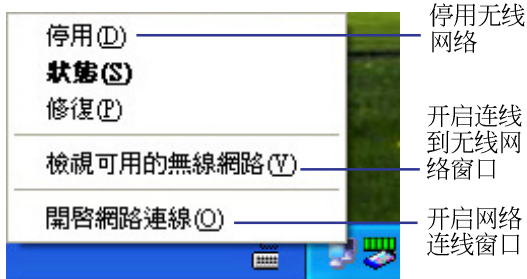 停用(D)
狀態(S)
修復(P)
檢視可用的無線網路(V)
開啓網路連線(O)
停用无线
网络
开启连线
到无线网
络窗口
开启网络
连线窗口